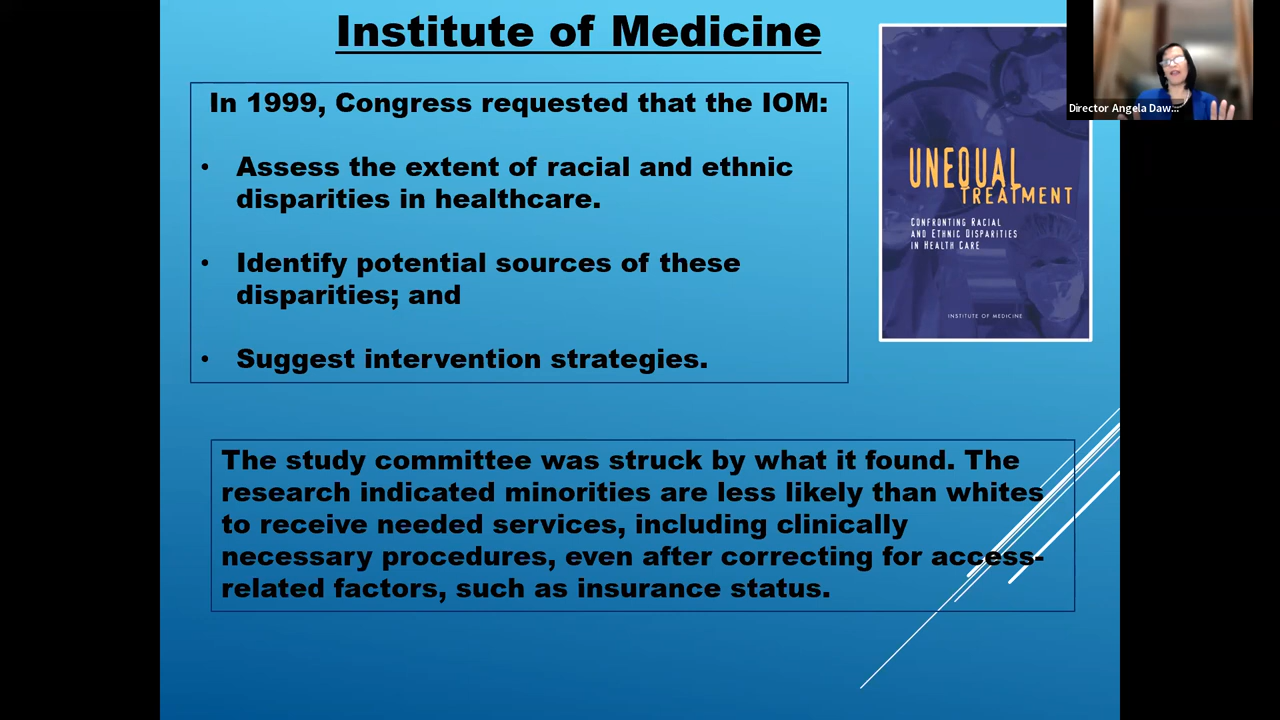 Institute of Medicine
In 1999, Congress requested that the IOM:
• Assess the extent of racial and ethnic
disparities in healthcare.
• Identify potential sources of these
disparities; and
• Suggest intervention strategies.
UNEQUAL
TREATMENT
CONFRONTING RACIAL
AND ETHNIC DISPARITIES
IN HEALTH CARE
INSTITUTE OF MEDICINE
Director Angela Daw...
The study committee was struck by what it found. The
research indicated minorities are less likely than whites
to receive needed services, including clinically
necessary procedures, even after correcting for access-
related factors, such as insurance status.